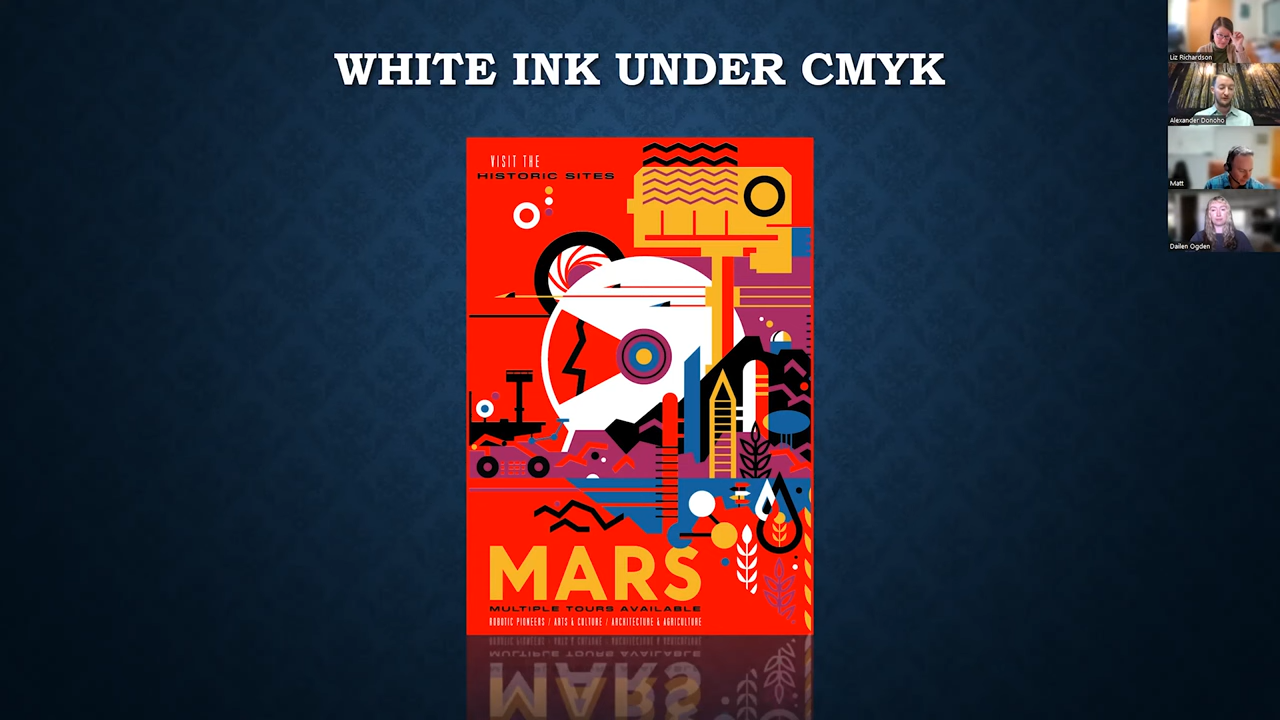 WHITE INK UNDER CMYK
VISIT THE
HISTORIC SITES
MARS
MULTIPLE TOURS AVAILABLE
ROBOTIC PIONEERS / ARTS & CULTURE / ARCHITECTURE & AGRICULTURE
Liz Richardson
Alexander Donoho
Matt
Dailen Ogden